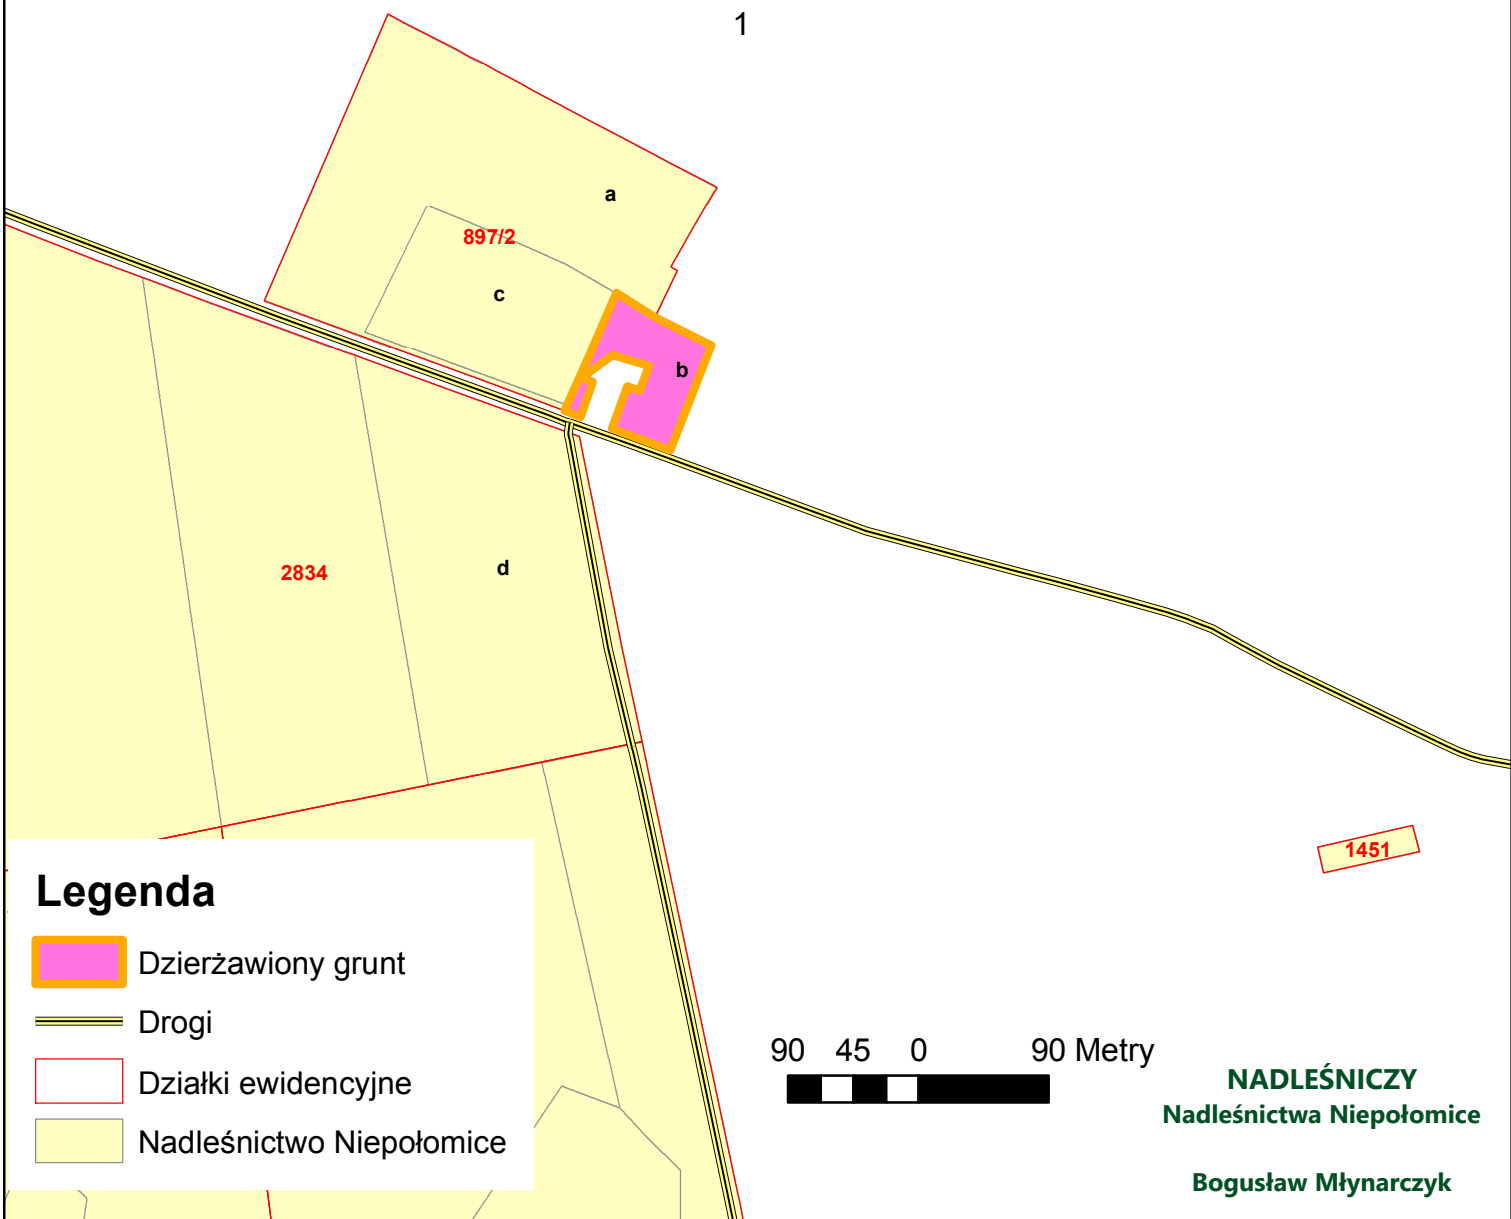 1
a
897/2
c
b
2834
d
1451
Legenda
Dzierżawiony grunt
Drogi
Działki ewidencyjne
Nadleśnictwo Niepołomice
90 45 0 90 Metry
NADLEŚNICZY
Nadleśnictwa Niepołomice
Bogusław Młynarczyk